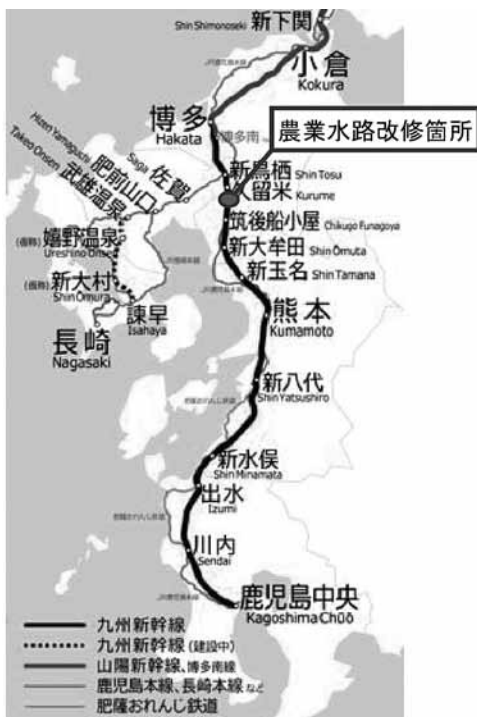 Shin Shimonoseki 新下関
小倉
Kokura
博多
Hakata
博多南
農業水路改修箇所
新鳥栖 Shin Tosu
久留米 Kurume
筑後船小屋 Chikugo Funagoya
新大牟田 Shin Ōmuta
新玉名 Shin Tamana
熊本
Kumamoto
Saga 佐賀
Hizen Yamaguchi 肥前山口
Takeo Onsen 武雄温泉
(仮称) 嬉野温泉
Ureshino Onsen
(仮称) 新大村
Shin Ōmura
諫早
Isahaya
長崎
Nagasaki
新八代
Shin Yatsushiro
新水俣
Shin Minamata
出水
Izumi
川内
Sendai
鹿児島中央
Kagoshima Chūō
九州新幹線
九州新幹線 (建設中)
山陽新幹線、博多南線
鹿児島本線、長崎本線 など
肥薩おれんじ鉄道